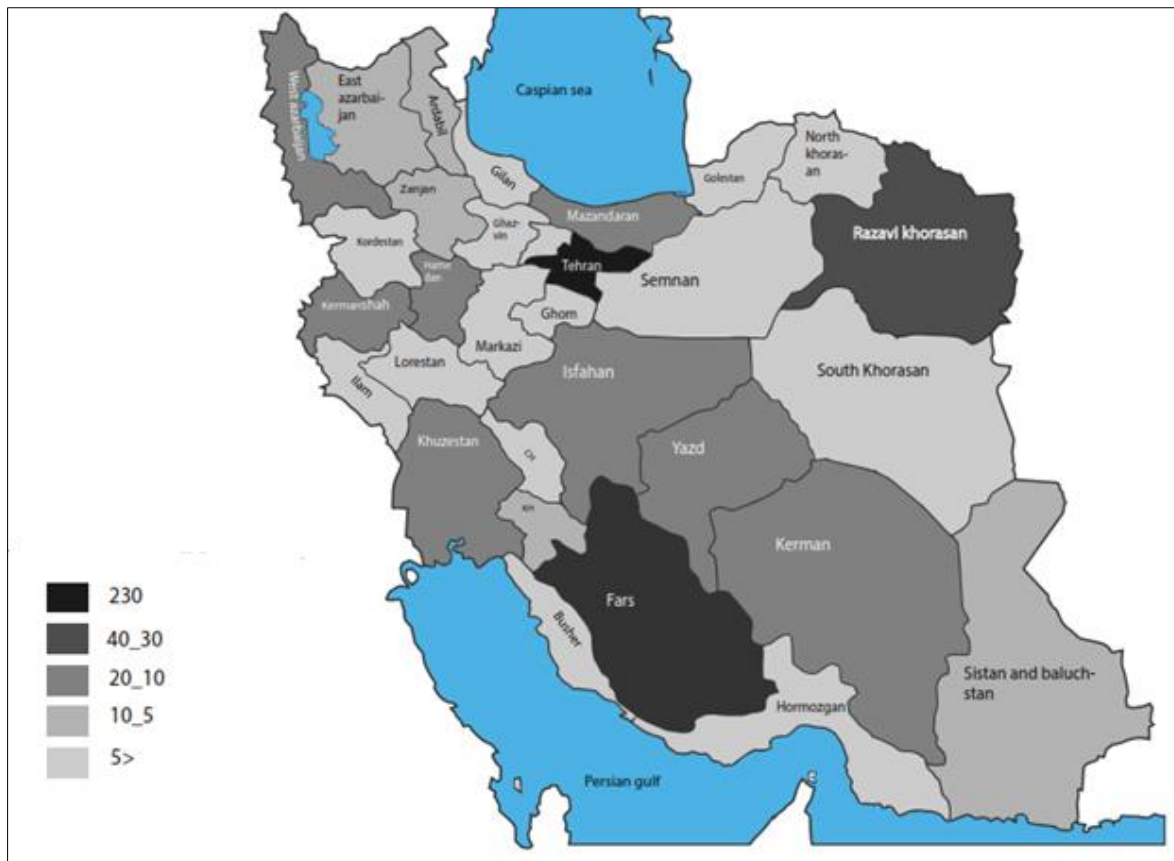 Caspian sea
West azarbaijan
East
azarbai-
jan
Ardabil
Gilan
Zanjan
Golestan
North
khoras-
an
Mazandaran
Ghaz-
vin
Kordestan
Razavi khorasan
Tehran
Semnan
Ham
dan
Kermanshah
Ghom
Markazi
Lorestan
Ilam
Isfahan
South Khorasan
Khuzestan
CH
Yazd
KH
Kerman
Fars
Busher
Sistan and baluch-
stan
Hormozgan
Persian gulf
230
40_30
20_10
10_5
5>